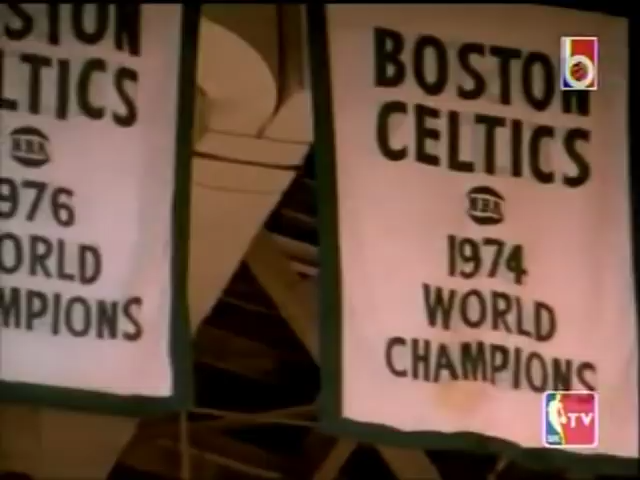 STON
LTICS
NBA
976
ORLD
MPIONS
BOSTON
CELTICS
NBA
1974
WORLD
CHAMPIONS
b
TV